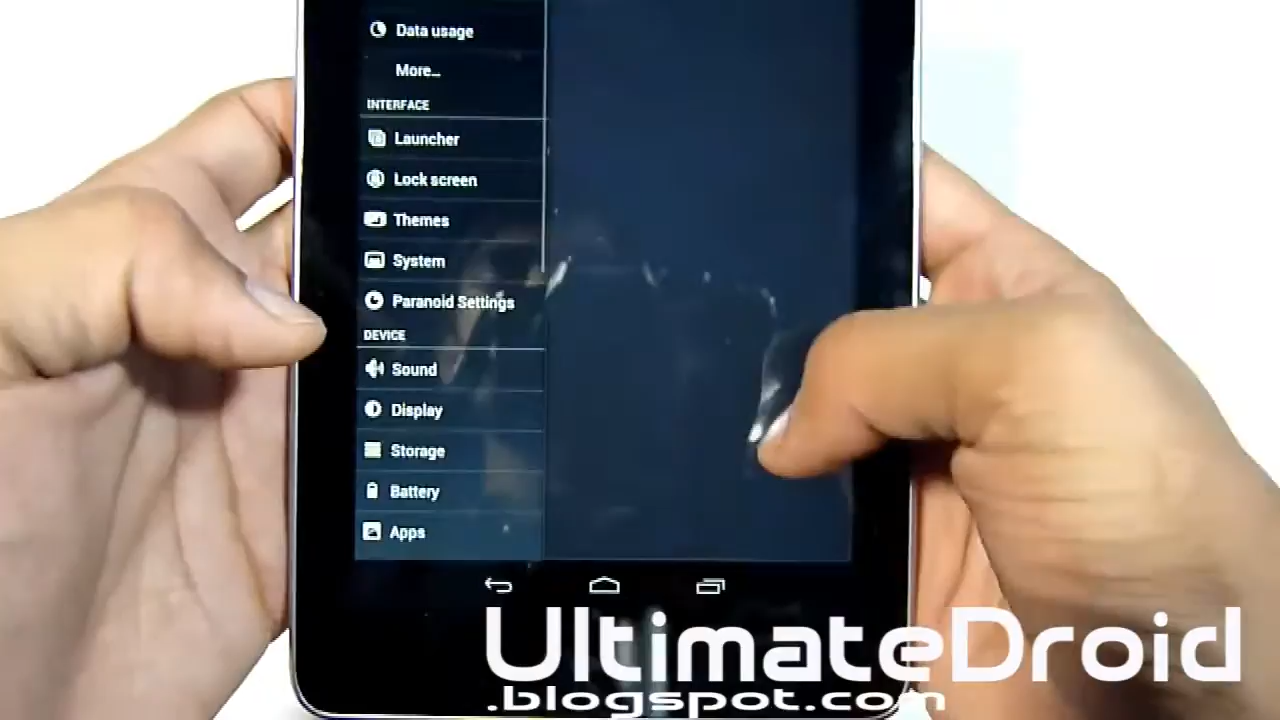 Data usage
More...
INTERFACE
Launcher
Lock screen
Themes
System
Paranoid Settings
DEVICE
Sound
Display
Storage
Battery
Apps
UltimateDroid
.blogspot.com